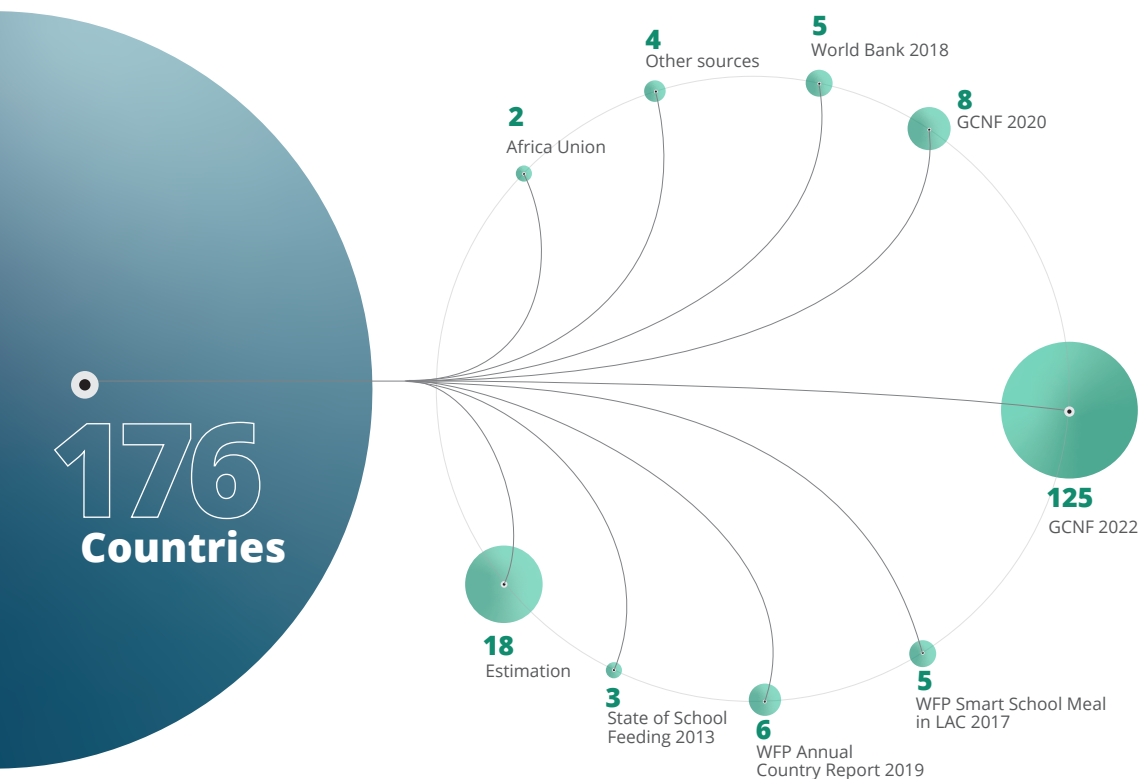 176
Countries
2
Africa Union
4
Other sources
5
World Bank 2018
8
GCNF 2020
125
GCNF 2022
5
WFP Smart School Meal
in LAC 2017
6
WFP Annual
Country Report 2019
3
State of School
Feeding 2013
18
Estimation